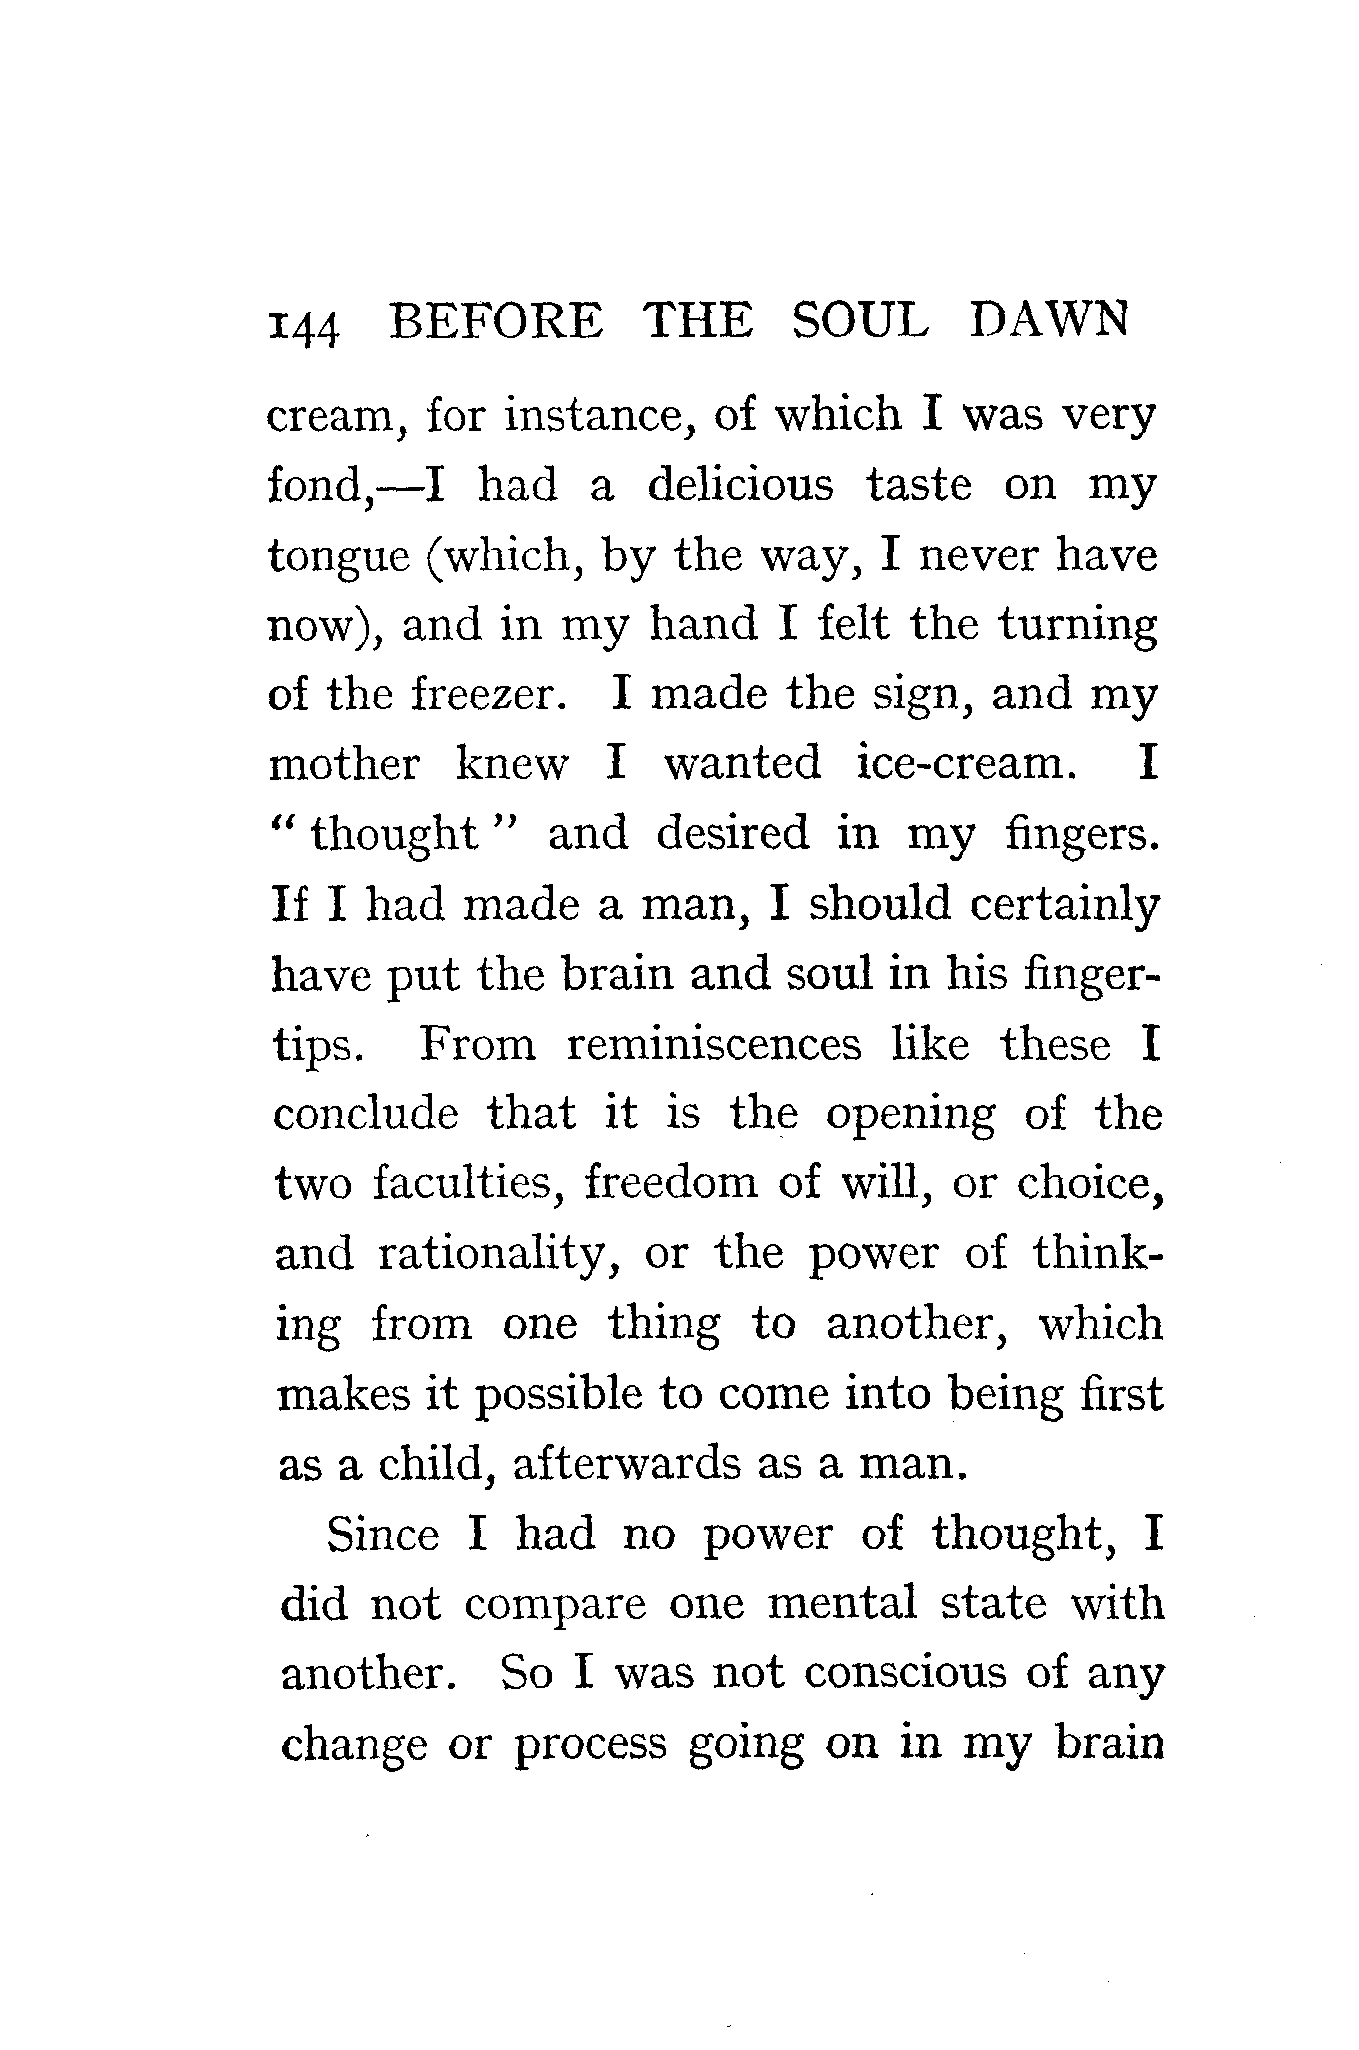 144 BEFORE THE SOUL DAWN
cream, for instance, of which I was very
fond,—I had a delicious taste on my
tongue (which, by the way, I never have
now), and in my hand I felt the turning
of the freezer. I made the sign, and my
mother knew I wanted ice-cream. I
“ thought ” and desired in my fingers.
If I had made a man, I should certainly
have put the brain and soul in his finger-
tips. From reminiscences like these I
conclude that it is the opening of the
two faculties, freedom of will, or choice,
and rationality, or the power of think-
ing from one thing to another, which
makes it possible to come into being first
as a child, afterwards as a man.
Since I had no power of thought, I
did not compare one mental state with
another. So I was not conscious of any
change or process going on in my brain